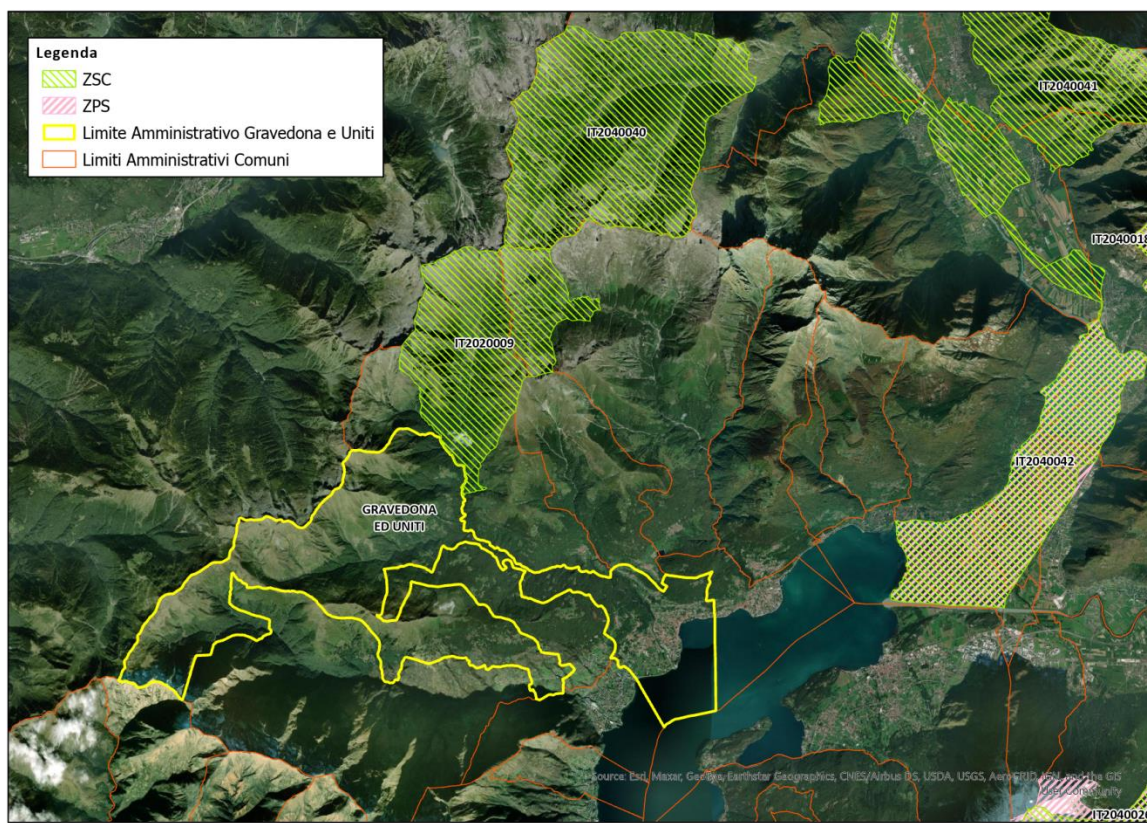 Legenda
ZSC
ZPS
Limite Amministrativo Gravedona e Uniti
Limiti Amministrativi Comuni
IT2040041
IT2040040
IT2040018
IT2020009
IT2040042
GRAVEDONA
ED UNITI
Source: Esri, Maxar, GeoEye, Earthstar Geographics, CNES/Airbus DS, USDA, USGS, AeroGRID, IGN, and the GIS
User Community